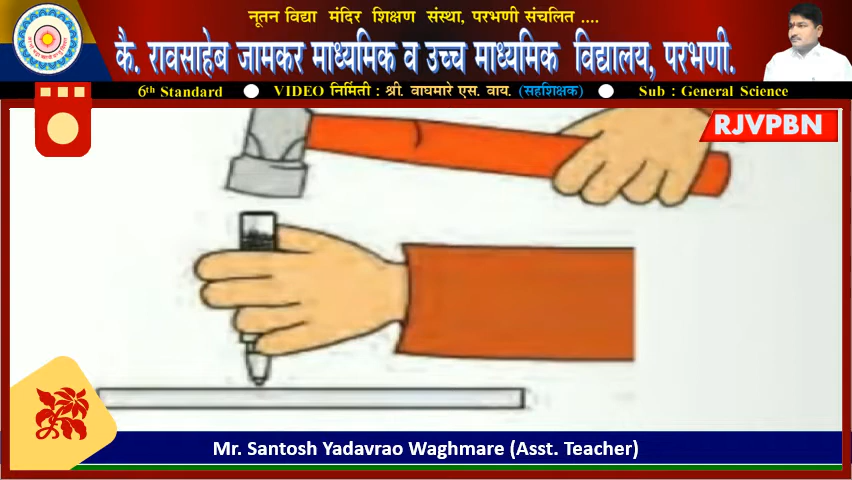 नूतन विद्या मंदिर शिक्षण संस्था, परभणी संचलित ....
कै. रावसाहेब जामकर माध्यमिक व उच्च माध्यमिक विद्यालय, परभणी.
6th Standard VIDEO निर्मिती : श्री. वाघमारे एस. वाय. (सहशिक्षक) Sub : General Science
RJVPBN
Mr. Santosh Yadavrao Waghmare (Asst. Teacher)